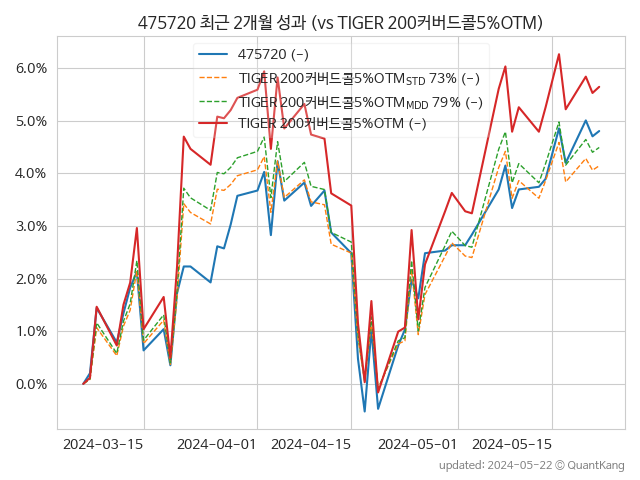 475720 최근 2개월 성과 (vs TIGER 200커버드콜5%OTM)
475720 (-)
TIGER 200커버드콜5%OTM_STD 73% (-)
TIGER 200커버드콜5%OTM_MDD 79% (-)
TIGER 200커버드콜5%OTM (-)
6.0%
5.0%
4.0%
3.0%
2.0%
1.0%
0.0%
2024-03-15 2024-04-01 2024-04-15 2024-05-01 2024-05-15
updated: 2024-05-22 © QuantKang